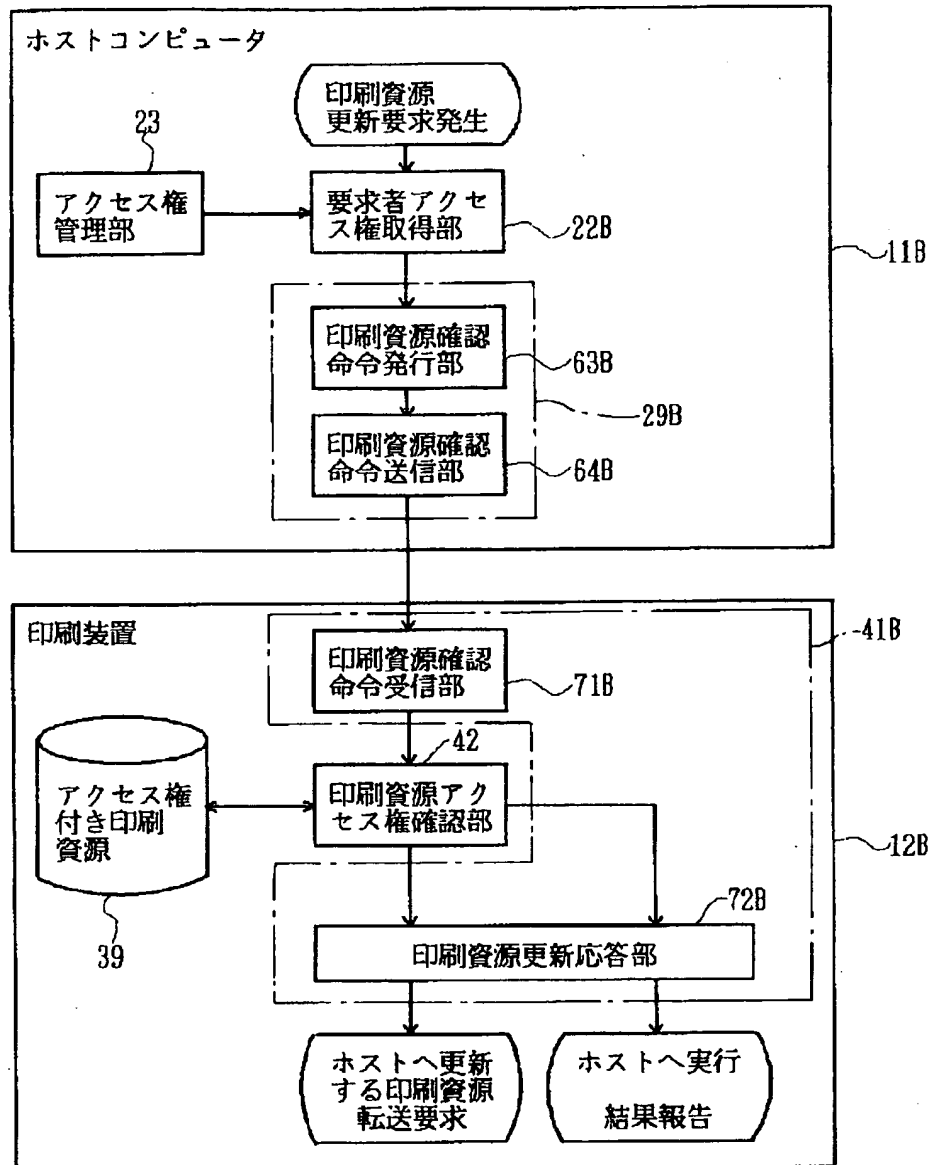 ホストコンピュータ
印刷資源
更新要求発生
23
アクセス権
管理部
要求者アクセ
ス権取得部
22B
11B
印刷資源確認
命令発行部
63B
29B
印刷資源確認
命令送信部
64B
印刷装置
41B
印刷資源確認
命令受信部
71B
42
アクセス権
付き印刷
資源
印刷資源アク
セス権確認部
12B
39
72B
印刷資源更新応答部
ホストへ更新
する印刷資源
転送要求
ホストへ実行
結果報告